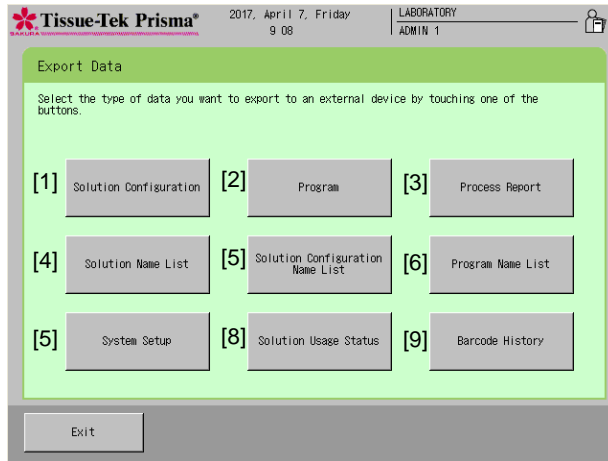 Tissue-Tek Prisma®
SAKURA
2017, April 7, Friday
9 08
LABORATORY
ADMIN 1
Export Data
Select the type of data you want to export to an external device by touching one of the
buttons.
[1] Solution Configuration [2] Program [3] Process Report
[4] Solution Name List [5] Solution Configuration
Name List [6] Program Name List
[5] System Setup [8] Solution Usage Status [9] Barcode History
Exit